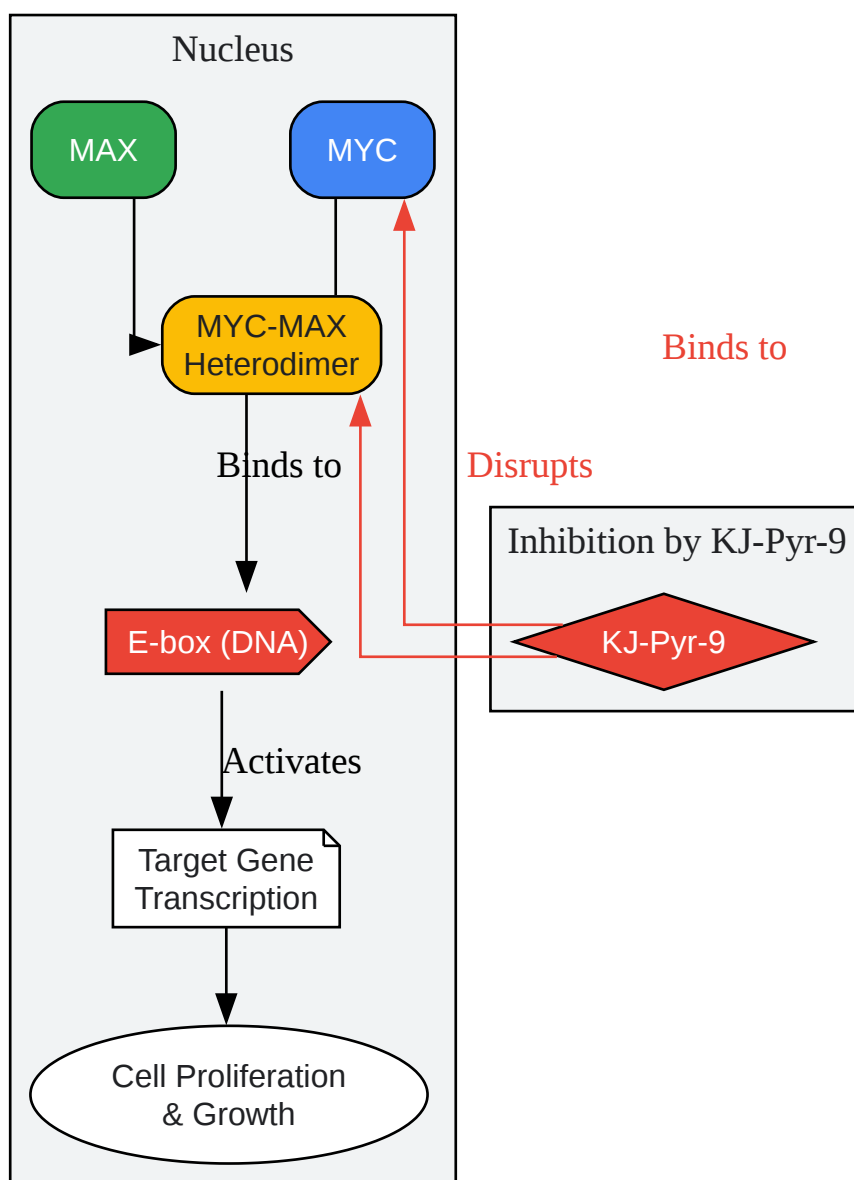 Nucleus
MAX
MYC
MYC-MAX
Heterodimer
Binds to
Binds to
Disrupts
Inhibition by KJ-Pyr-9
E-box (DNA)
KJ-Pyr-9
Activates
Target Gene
Transcription
Cell Proliferation
& Growth